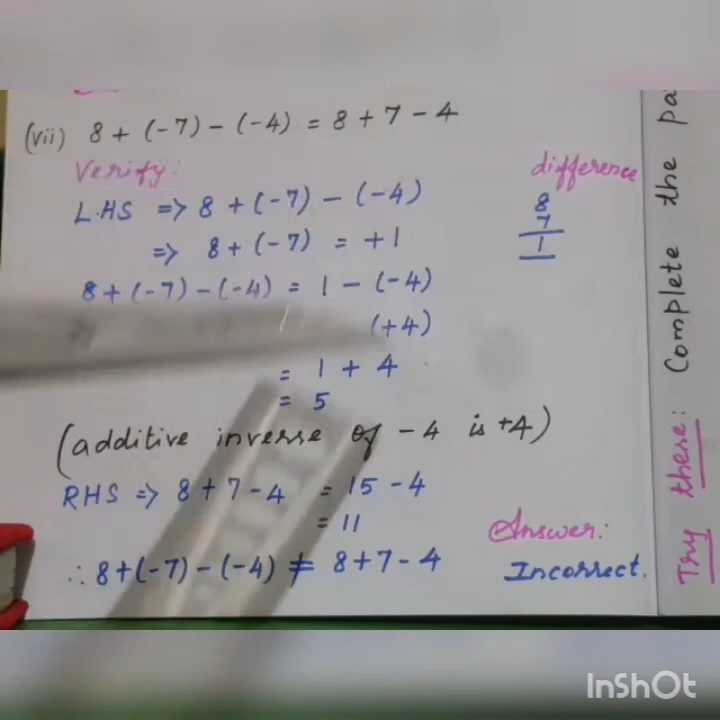 (vii) 8 + (-7) - (-4) = 8 + 7 - 4
Verify:
difference
L.HS => 8 + (-7) - (-4)
8
7
1
=> 8 + (-7) = +1
8 + (-7) - (-4) = 1 - (-4)
(+4)
= 1 + 4
= 5
(additive inverse of -4 is +4)
RHS => 8 + 7 - 4 = 15 - 4
= 11
Answer:
∴ 8 + (-7) - (-4) ≠ 8 + 7 - 4
Incorrect.
Try these: Complete the pa
InShOt